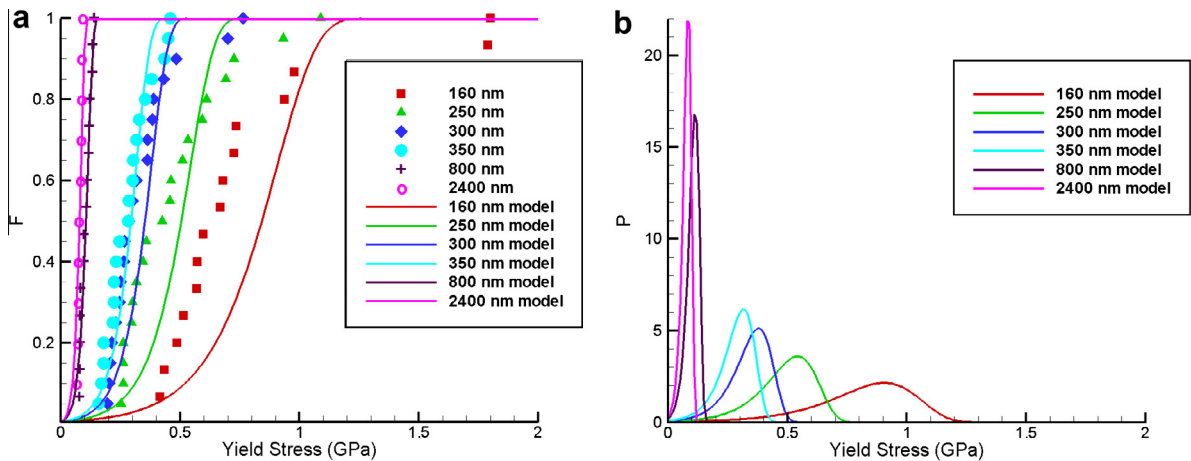 a
F
1
0.8
0.6
0.4
0.2
0
0.5
1
1.5
2
Yield Stress (GPa)
160 nm
250 nm
300 nm
350 nm
800 nm
2400 nm
160 nm model
250 nm model
300 nm model
350 nm model
800 nm model
2400 nm model
b
P
20
15
10
5
0
0
0.5
1
1.5
2
Yield Stress (GPa)
160 nm model
250 nm model
300 nm model
350 nm model
800 nm model
2400 nm model